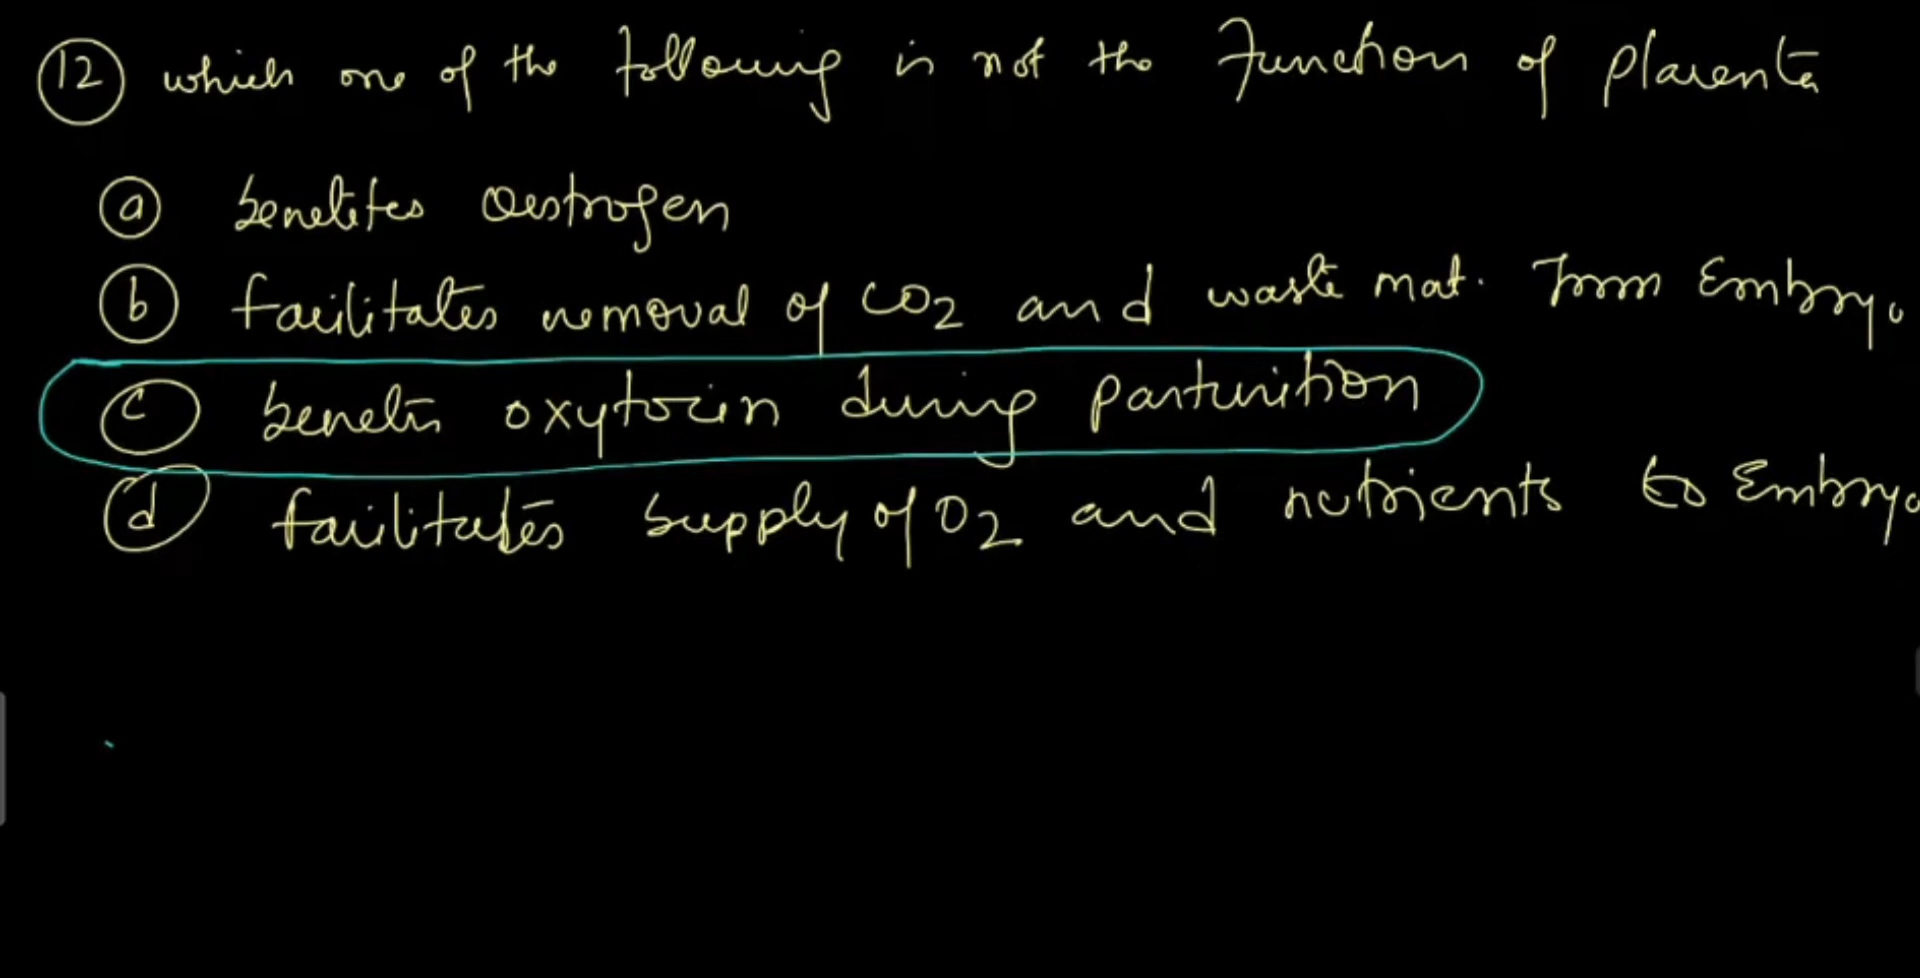 12 which one of the following is not the function of placenta
a secretes oestrogen
b facilitates removal of CO2 and waste mat. from Embryo
c secretes oxytocin during parturition
d facilitates supply of O2 and nutrients to Embryo